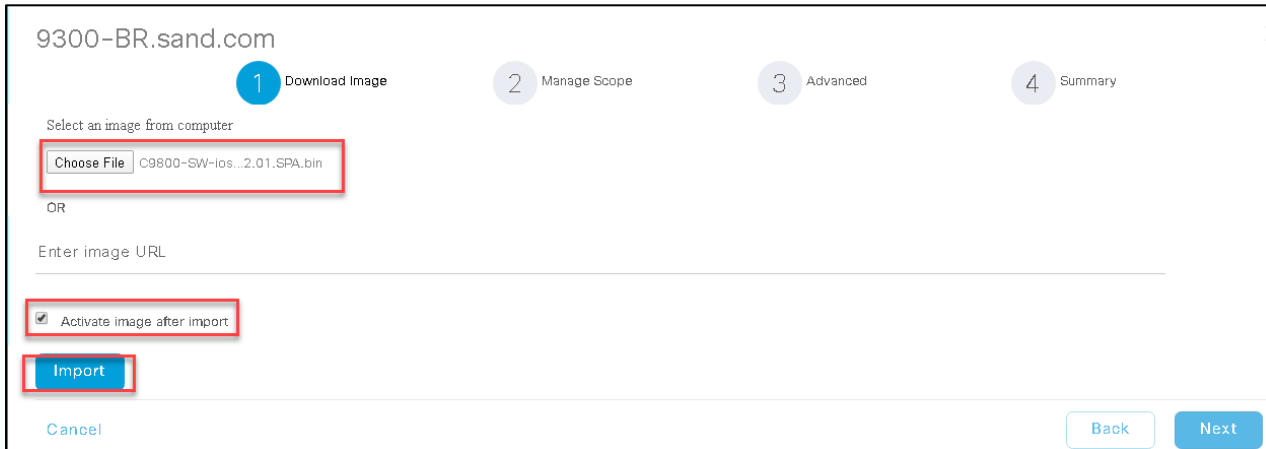 9300-BR.sand.com
1 Download Image 2 Manage Scope 3 Advanced 4 Summary
Select an image from computer
Choose File C9800-SW-ios...2.01.SPA.bin
OR
Enter image URL
Activate image after import
Import
Cancel Back Next